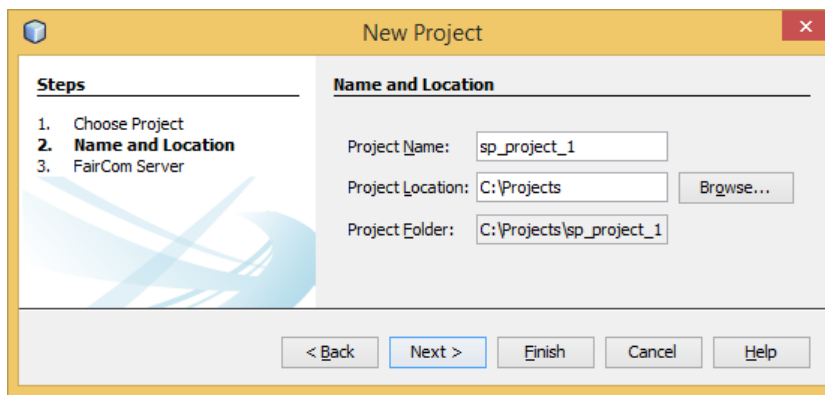 New Project
Steps
1. Choose Project
2. Name and Location
3. FairCom Server
Name and Location
Project Name: sp_project_1
Project Location: C:\Projects Browse...
Project Folder: C:\Projects\sp_project_1
< Back Next > Finish Cancel Help